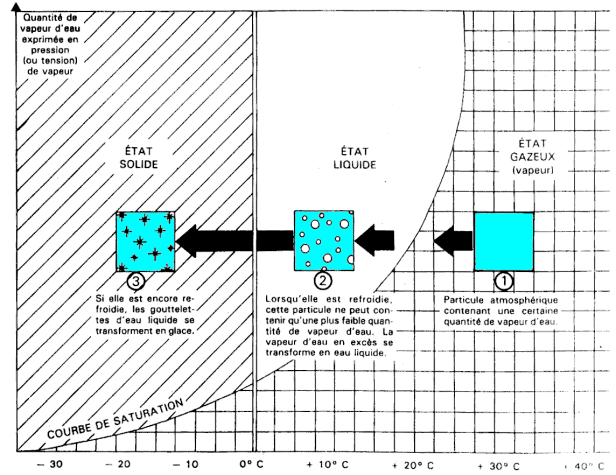 Quantité de
vapeur d'eau
exprimée en
pression
(ou tension)
de vapeur
ÉTAT
SOLIDE
ÉTAT
LIQUIDE
ÉTAT
GAZEUX
(vapeur)
3
Si elle est encore re-
froidie, les gouttelet-
tes d'eau liquide se
transforment en glace.
2
Lorsqu'elle est refroidie,
cette particule ne peut con-
tenir qu'une plus faible quan-
tité de vapeur d'eau. La
vapeur d'eau en excès se
transforme en eau liquide.
1
Particule atmosphérique
contenant une certaine
quantité de vapeur d'eau.
COURBE DE SATURATION
- 30 - 20 - 10 0° C + 10° C + 20° C + 30° C + 40° C